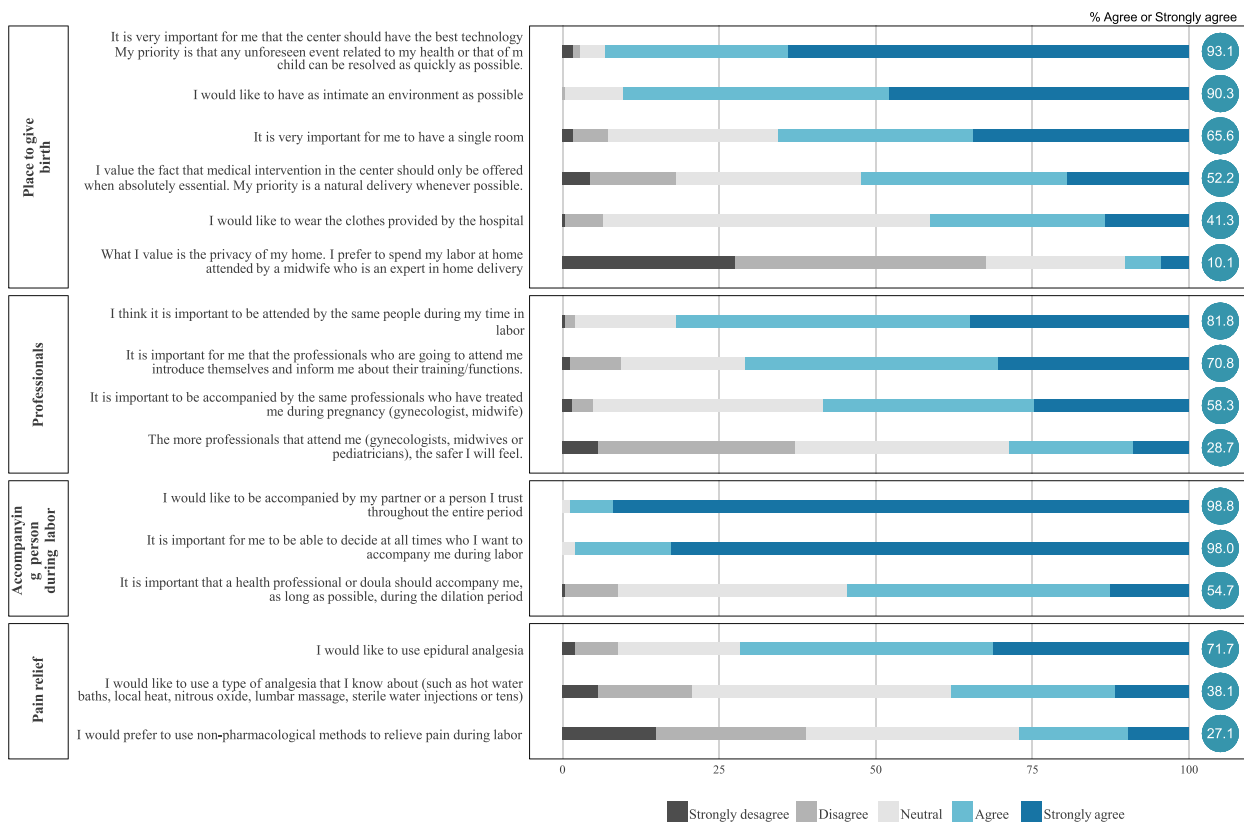 % Agree or Strongly agree
Place to give
birth
It is very important for me that the center should have the best technology
My priority is that any unforeseen event related to my health or that of m
child can be resolved as quickly as possible.
93.1
I would like to have as intimate an environment as possible
90.3
It is very important for me to have a single room
65.6
I value the fact that medical intervention in the center should only be offered
when absolutely essential. My priority is a natural delivery whenever possible.
52.2
I would like to wear the clothes provided by the hospital
41.3
What I value is the privacy of my home. I prefer to spend my labor at home
attended by a midwife who is an expert in home delivery
10.1
Professionals
I think it is important to be attended by the same people during my time in
labor
81.8
It is important for me that the professionals who are going to attend me
introduce themselves and inform me about their training/functions.
70.8
It is important to be accompanied by the same professionals who have treated
me during pregnancy (gynecologist, midwife)
58.3
The more professionals that attend me (gynecologists, midwives or
pediatricians), the safer I will feel.
28.7
Accompanyin
g person
during labor
I would like to be accompanied by my partner or a person I trust
throughout the entire period
98.8
It is important for me to be able to decide at all times who I want to
accompany me during labor
98.0
It is important that a health professional or doula should accompany me,
as long as possible, during the dilation period
54.7
Pain relief
I would like to use epidural analgesia
71.7
I would like to use a type of analgesia that I know about (such as hot water
baths, local heat, nitrous oxide, lumbar massage, sterile water injections or tens)
38.1
I would prefer to use non-pharmacological methods to relieve pain during labor
27.1
0 25 50 75 100
Strongly desagree Disagree Neutral Agree Strongly agree